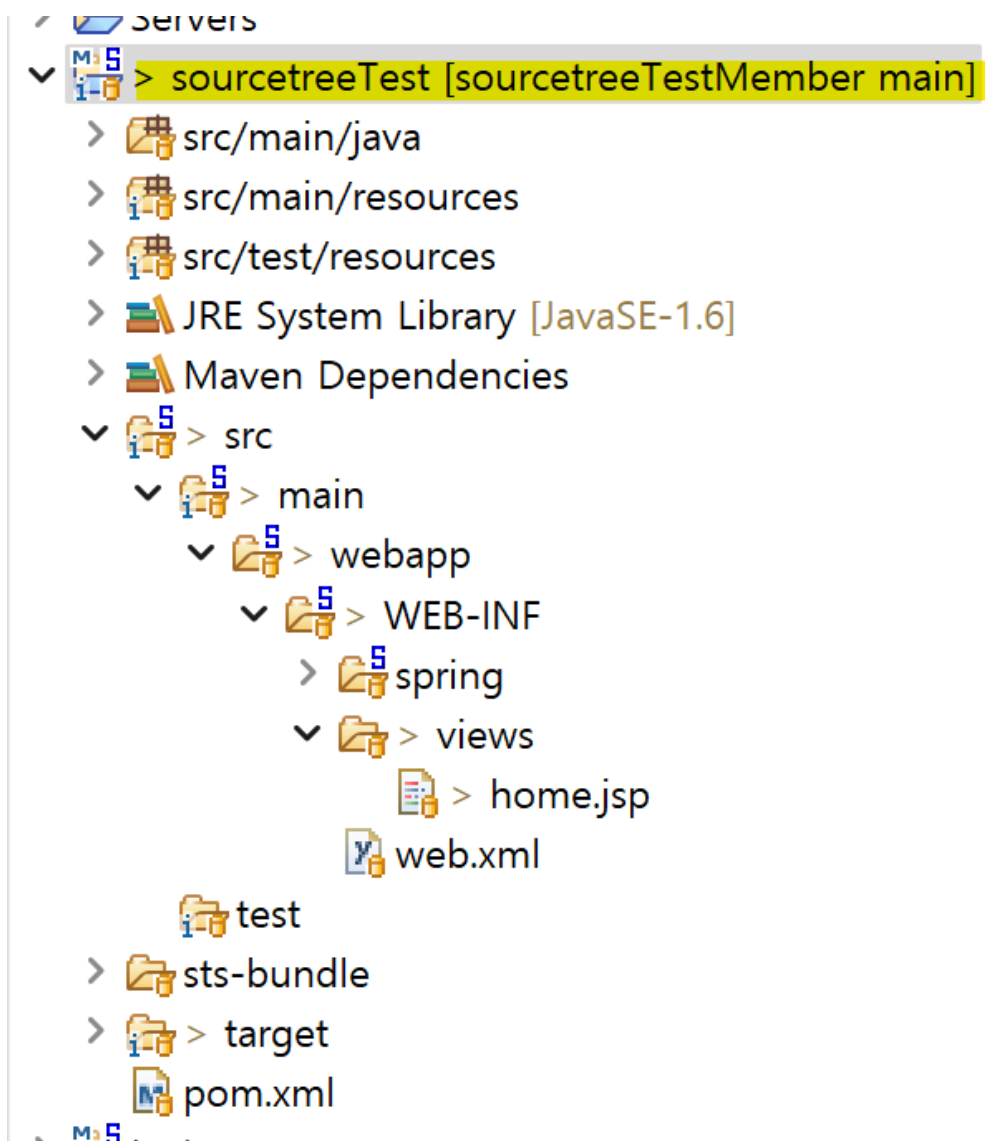 Servers
> sourcetreeTest [sourcetreeTestMember main]
src/main/java
src/main/resources
src/test/resources
JRE System Library [JavaSE-1.6]
Maven Dependencies
> src
> main
> webapp
> WEB-INF
spring
> views
> home.jsp
web.xml
test
sts-bundle
> target
pom.xml